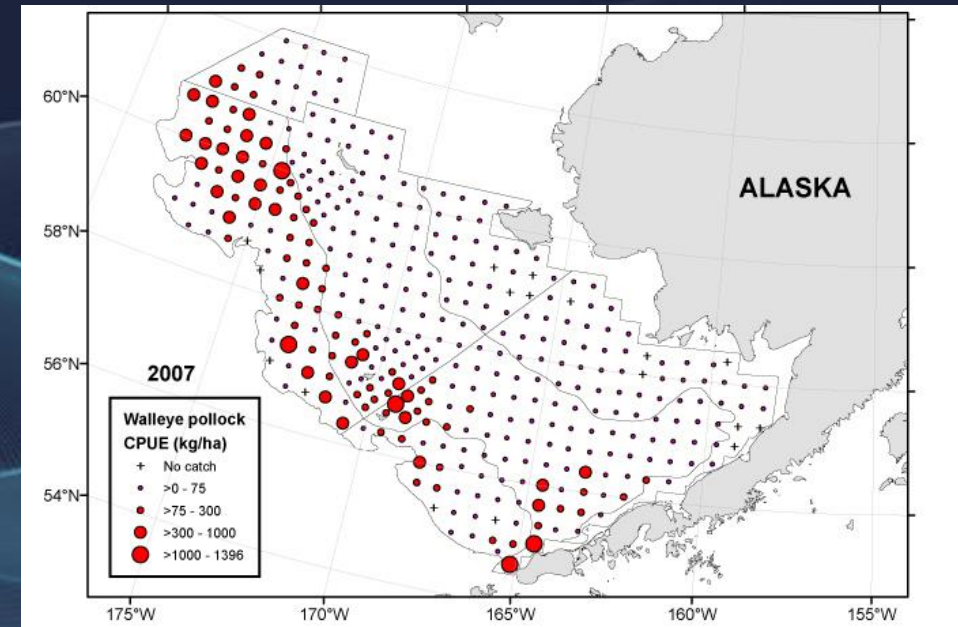 60°N
58°N
56°N
54°N
ALASKA
2007
Walleye pollock
CPUE (kg/ha)
+ No catch
>0 - 75
>75 - 300
>300 - 1000
>1000 - 1396
175°W
170°W
165°W
160°W
155°W